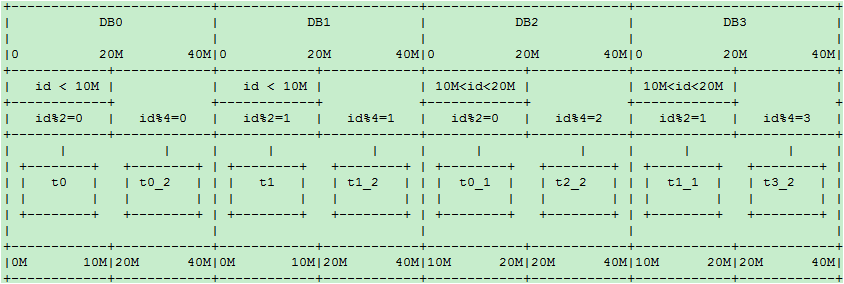 DB0 DB1 DB2 DB3
0 20M 40M 0 20M 40M 0 20M 40M 0 20M 40M
id < 10M id < 10M 10M<id<20M 10M<id<20M
id%2=0 id%4=0 id%2=1 id%4=1 id%2=0 id%4=2 id%2=1 id%4=3
t0 t0_2 t1 t1_2 t0_1 t2_2 t1_1 t3_2
0M 10M 20M 40M 0M 10M 20M 40M 10M 20M 20M 40M 10M 20M 20M 40M